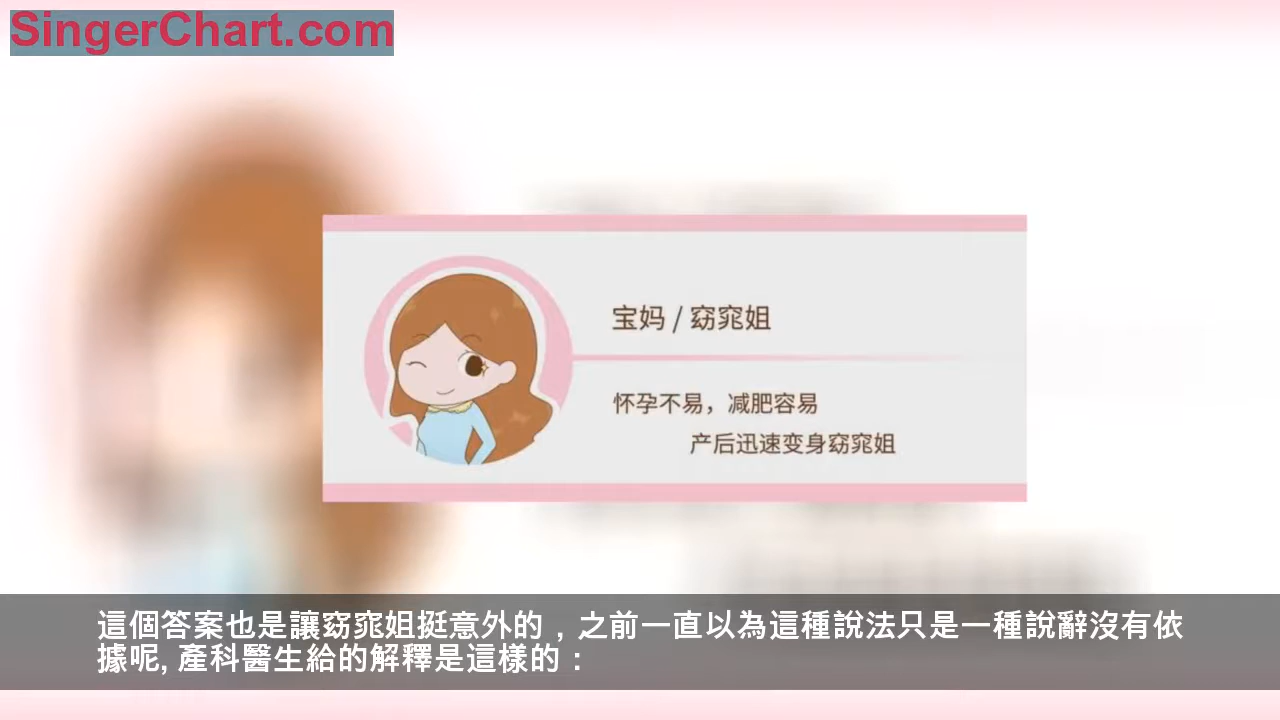 SingerChart.com
宝妈 / 窈窕姐
怀孕不易，减肥容易
产后迅速变身窈窕姐
這個答案也是讓窈窕姐挺意外的，之前一直以為這種說法只是一種說辭沒有依
據呢, 產科醫生給的解釋是這樣的：